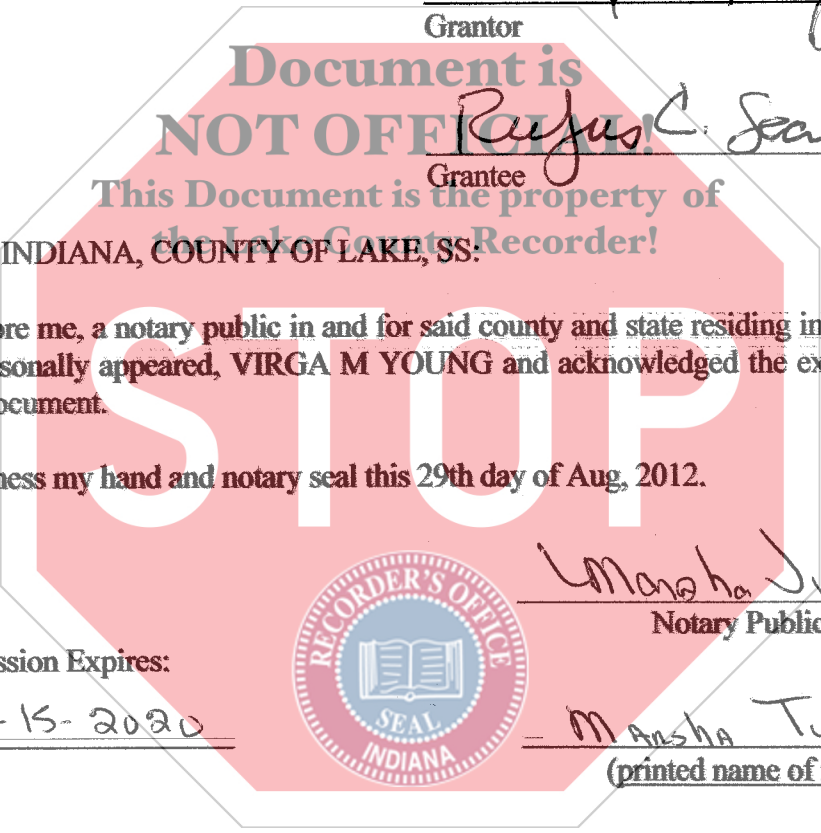 Grantor
Document is
NOT OFFICIAL!
Rufus C.
Grantee
This Document is the property of
the Lake County Recorder!
INDIANA, COUNTY OF LAKE, SS:
ore me, a notary public in and for said county and state residing in
sonally appeared, VIRGA M YOUNG and acknowledged the ex
ocument.
STOP
ness my hand and notary seal this 29th day of Aug, 2012.
Marsha
Notary Public
RECORDER'S OFFICE
SEAL
INDIANA
ssion Expires:
-15-2020
Marsha
(printed name of